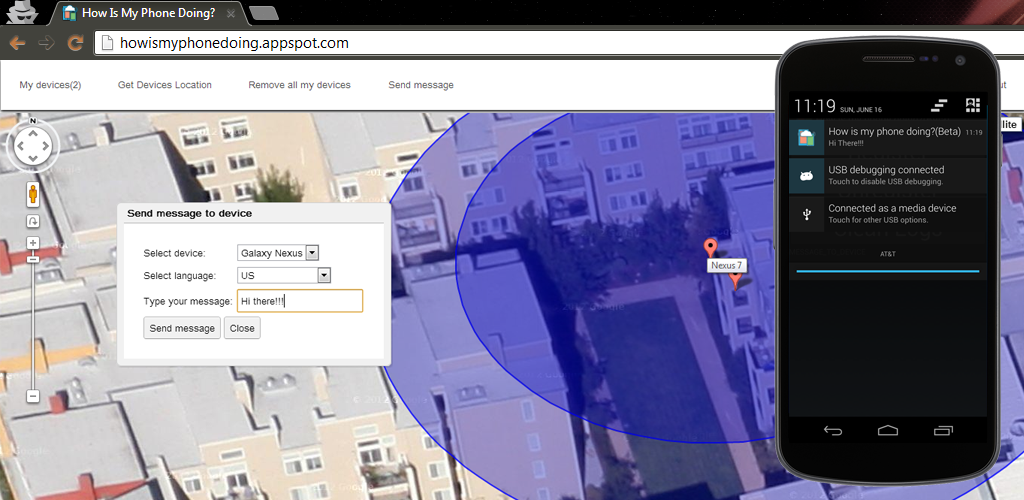 How Is My Phone Doing?
howismyphonedoing.appspot.com
My devices(2) Get Devices Location Remove all my devices Send message
N
Send message to device
Select device: Galaxy Nexus
Select language: US
Type your message: Hi there!!!
Send message Close
Nexus 7
11:19 SUN, JUNE 16
How is my phone doing?(Beta) 11:19
Hi There!!!
USB debugging connected
Touch to disable USB debugging.
Connected as a media device
Touch for other USB options.
AT&T